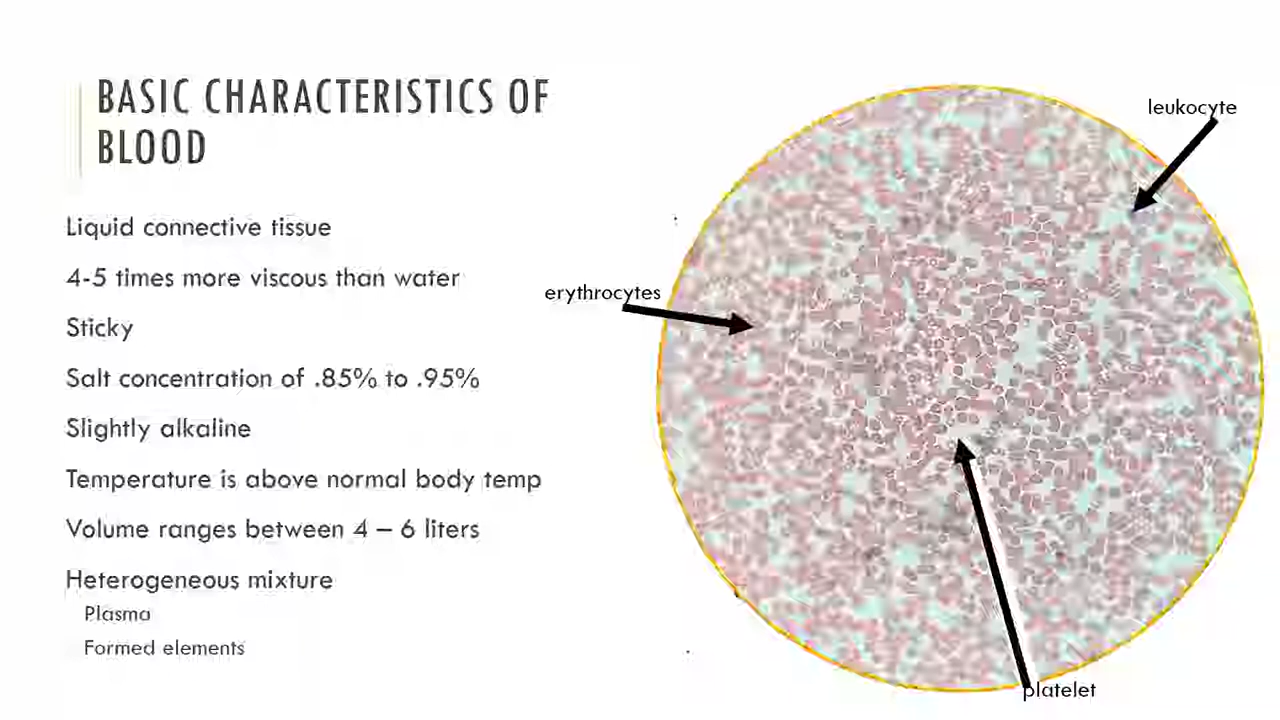 BASIC CHARACTERISTICS OF
BLOOD
Liquid connective tissue
4-5 times more viscous than water
Sticky
Salt concentration of .85% to .95%
Slightly alkaline
Temperature is above normal body temp
Volume ranges between 4 – 6 liters
Heterogeneous mixture
Plasma
Formed elements
leukocyte
erythrocytes
platelet